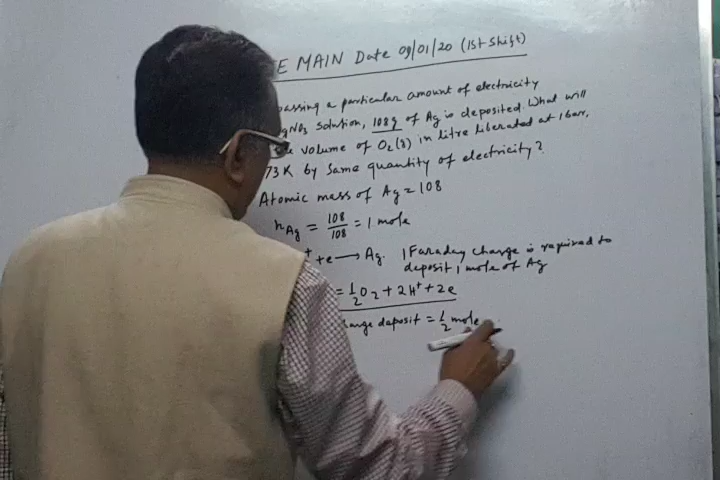 E MAIN Date 09/01/20 (1st Shift)
passing a particular amount of electricity
gNO3 solution, 108g of Ag is deposited. What will
volume of O2(g) in litre liberated at 1 bar,
73 K by same quantity of electricity?
Atomic mass of Ag = 108
nAg = 108/108 = 1 mole
+ + e → Ag. 1 Faraday charge is required to
deposit 1 mole of Ag
= 1/2 O2 + 2H+ + 2e
harge deposit = 1/2 mole